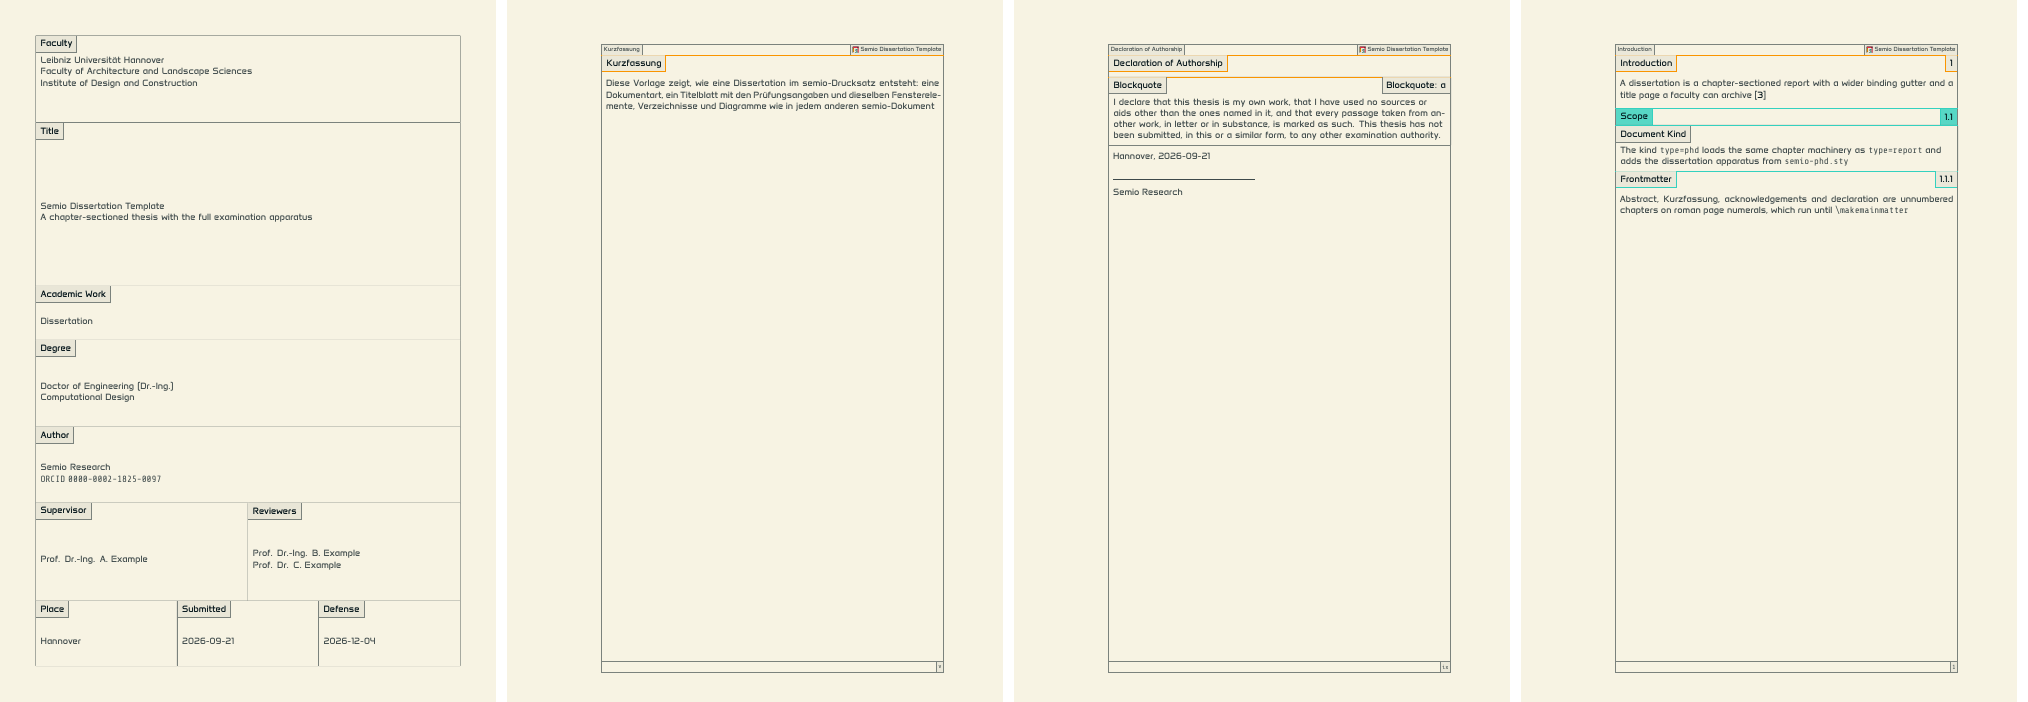 Faculty
Leibniz Universität Hannover
Faculty of Architecture and Landscape Sciences
Institute of Design and Construction
Title
Semio Dissertation Template
A chapter-sectioned thesis with the full examination apparatus
Academic Work
Dissertation
Degree
Doctor of Engineering (Dr.-Ing.)
Computational Design
Author
Semio Research
ORCID 0000-0002-1825-0097
Supervisor
Prof. Dr.-Ing. A. Example
Reviewers
Prof. Dr.-Ing. B. Example
Prof. Dr. C. Example
Place
Hannover
Submitted
2026-09-21
Defense
2026-12-04
Kurzfassung
Semio Dissertation Template
Kurzfassung
Diese Vorlage zeigt, wie eine Dissertation im semio-Drucksatz entsteht: eine
Dokumentart, ein Titelblatt mit den Prüfungsangaben und dieselben Fensterele-
mente, Verzeichnisse und Diagramme wie in jedem anderen semio-Dokument
Declaration of Authorship
Semio Dissertation Template
Declaration of Authorship
Blockquote
Blockquote: a
I declare that this thesis is my own work, that I have used no sources or
aids other than the ones named in it, and that every passage taken from an-
other work, in letter or in substance, is marked as such. This thesis has not
been submitted, in this or a similar form, to any other examination authority.
Hannover, 2026-09-21
Semio Research
Introduction
Semio Dissertation Template
Introduction
1
A dissertation is a chapter-sectioned report with a wider binding gutter and a
title page a faculty can archive [3]
Scope
1.1
Document Kind
The kind type=phd loads the same chapter machinery as type=report and
adds the dissertation apparatus from semio-phd.sty
Frontmatter
1.1.1
Abstract, Kurzfassung, acknowledgements and declaration are unnumbered
chapters on roman page numerals, which run until \makemainmatter
1